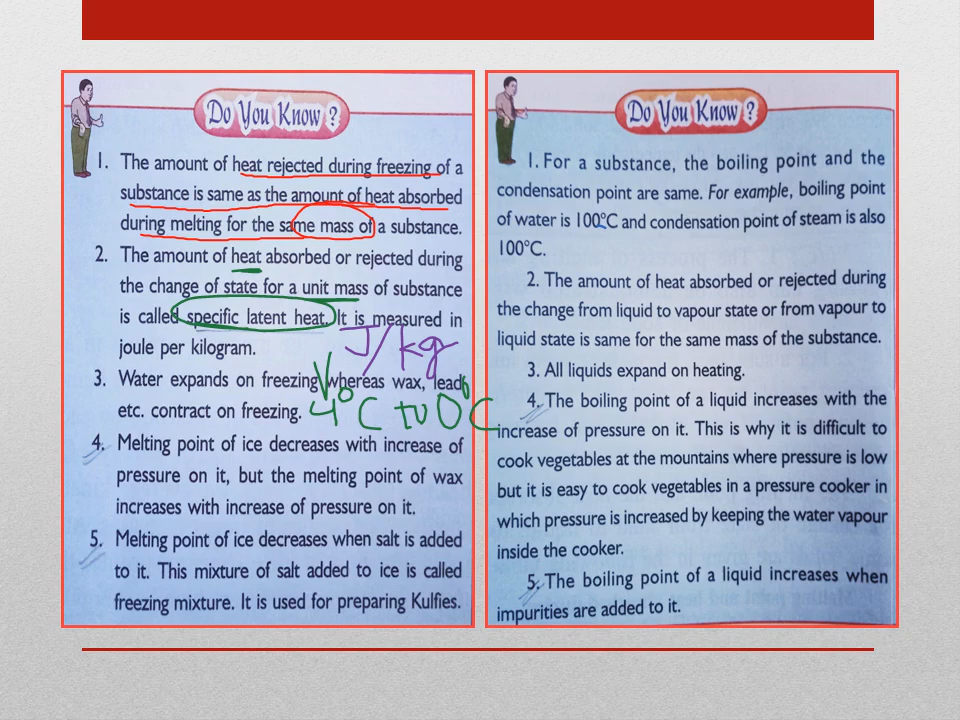 Do You Know ?
1. The amount of heat rejected during freezing of a
substance is same as the amount of heat absorbed
during melting for the same mass of a substance.
2. The amount of heat absorbed or rejected during
the change of state for a unit mass of substance
is called specific latent heat. It is measured in
joule per kilogram.
J/kg
3. Water expands on freezing whereas wax, lead
etc. contract on freezing.
4°C to 0°C
4. Melting point of ice decreases with increase of
pressure on it, but the melting point of wax
increases with increase of pressure on it.
5. Melting point of ice decreases when salt is added
to it. This mixture of salt added to ice is called
freezing mixture. It is used for preparing Kulfies.
Do You Know ?
1. For a substance, the boiling point and the
condensation point are same. For example, boiling point
of water is 100°C and condensation point of steam is also
100°C.
2. The amount of heat absorbed or rejected during
the change from liquid to vapour state or from vapour to
liquid state is same for the same mass of the substance.
3. All liquids expand on heating.
4. The boiling point of a liquid increases with the
increase of pressure on it. This is why it is difficult to
cook vegetables at the mountains where pressure is low
but it is easy to cook vegetables in a pressure cooker in
which pressure is increased by keeping the water vapour
inside the cooker.
5. The boiling point of a liquid increases when
impurities are added to it.